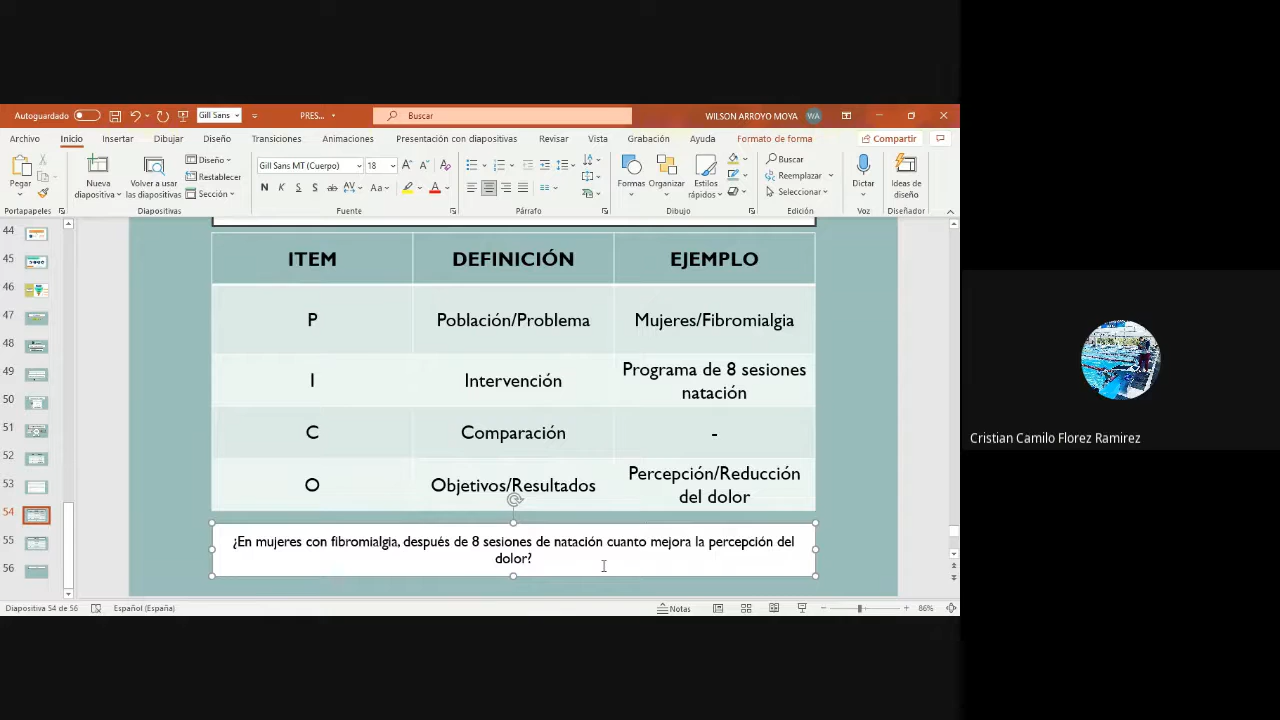 Autoguardado
Gill Sans
PRES...
Buscar
WILSON ARROYO MOYA WA
Archivo Inicio Insertar Dibujar Diseño Transiciones Animaciones Presentación con diapositivas Revisar Vista Grabación Ayuda Formato de forma Compartir
Pegar
Nueva diapositiva
Volver a usar las diapositivas
Diseño
Restablecer
Sección
Gill Sans MT (Cuerpo) 18
N K S S ab AV Aa A
Formas
Organizar
Estilos rápidos
Buscar
Reemplazar
Seleccionar
Dictar
Ideas de diseño
Portapapeles Diapositivas Fuente Párrafo Dibujo Edición Voz Diseñador
44
45
46
47
48
49
50
51
52
53
54
55
56
ITEM DEFINICIÓN EJEMPLO
P Población/Problema Mujeres/Fibromialgia
I Intervención Programa de 8 sesiones
natación
C Comparación -
O Objetivos/Resultados Percepción/Reducción
del dolor
¿En mujeres con fibromialgia, después de 8 sesiones de natación cuanto mejora la percepción del
dolor?
Diapositiva 54 de 56 Español (España) Notas 86%
Cristian Camilo Florez Ramirez